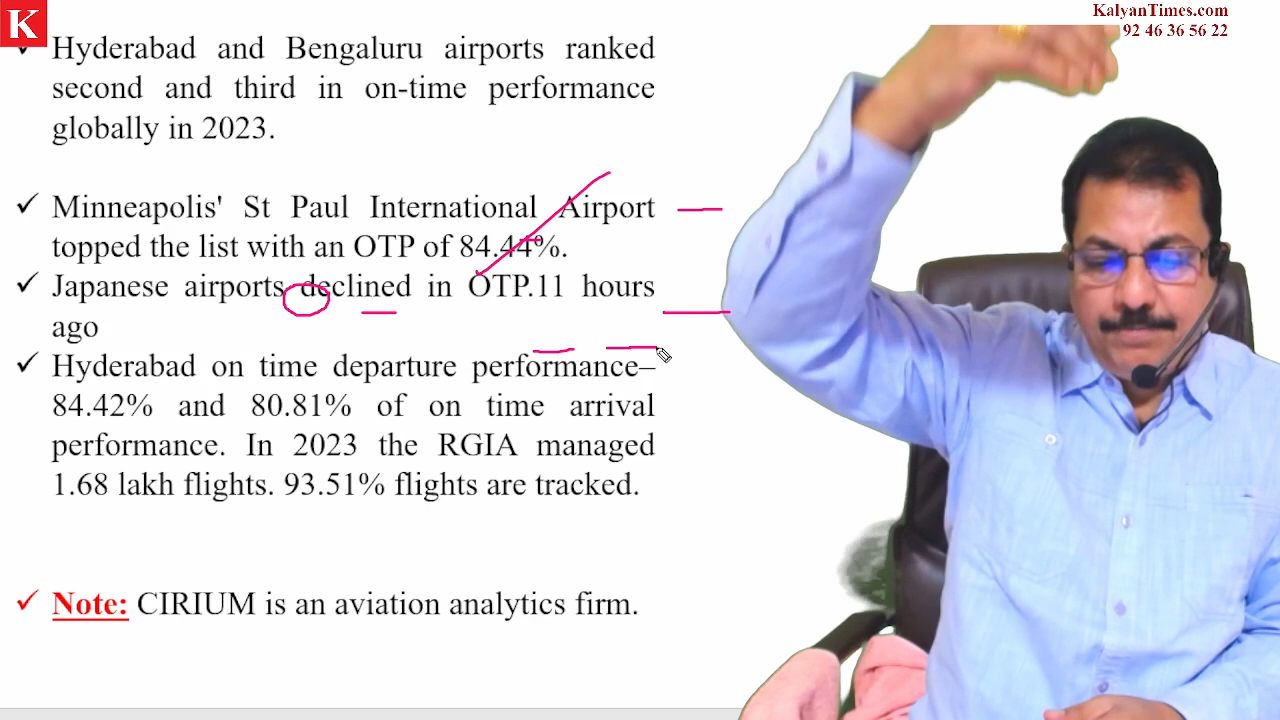 K
KalyanTimes.com
92 46 36 56 22
Hyderabad and Bengaluru airports ranked
second and third in on-time performance
globally in 2023.
Minneapolis' St Paul International Airport
topped the list with an OTP of 84.44%.
Japanese airports declined in OTP.11 hours
ago
Hyderabad on time departure performance–
84.42% and 80.81% of on time arrival
performance. In 2023 the RGIA managed
1.68 lakh flights. 93.51% flights are tracked.
Note: CIRIUM is an aviation analytics firm.